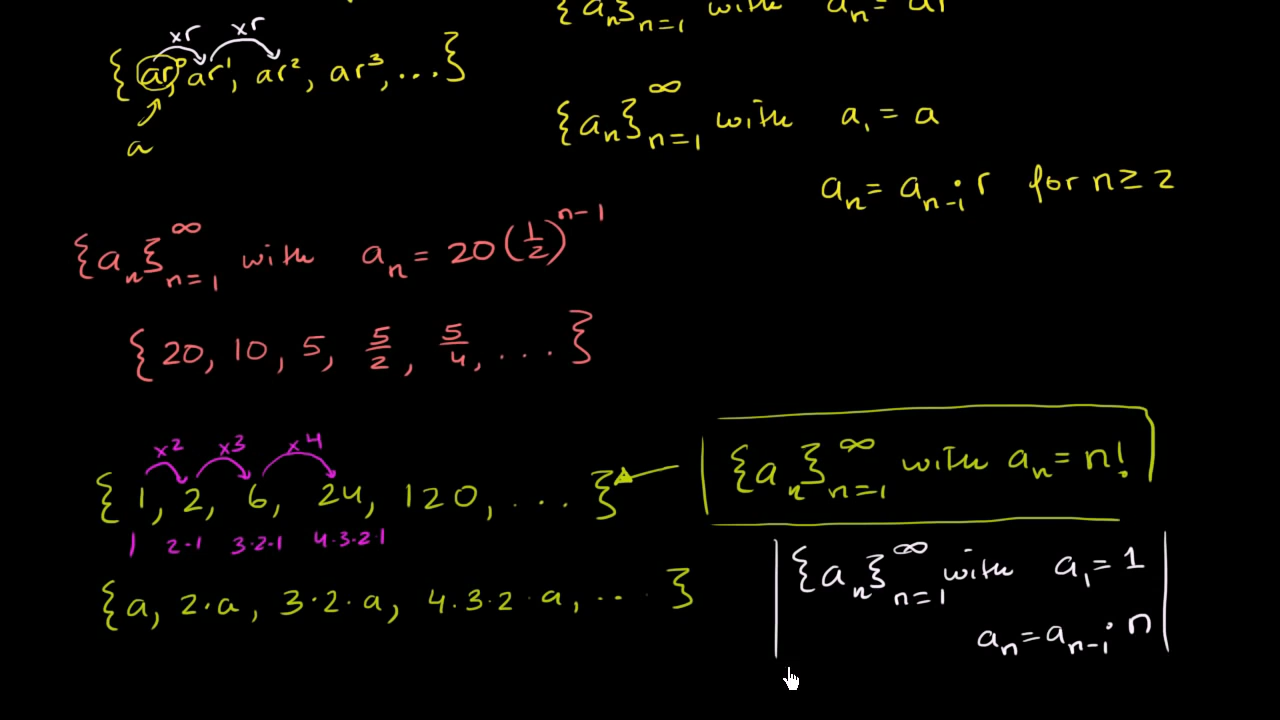 {aₙ}ₙ₌₁ with aₙ = ar
×r ×r
{ar⁰, ar¹, ar², ar³, ...}
a
{aₙ}ₙ₌₁^∞ with a₁ = a
aₙ = aₙ₋₁ · r for n ≥ 2
{aₙ}ₙ₌₁^∞ with aₙ = 20(1/2)ⁿ⁻¹
{20, 10, 5, 5/2, 5/4, ...}
×2 ×3 ×4
{1, 2, 6, 24, 120, ...}
1 2·1 3·2·1 4·3·2·1
{a, 2·a, 3·2·a, 4·3·2·a, ...}
{aₙ}ₙ₌₁^∞ with aₙ = n!
{aₙ}ₙ₌₁^∞ with a₁ = 1
aₙ = aₙ₋₁ · n